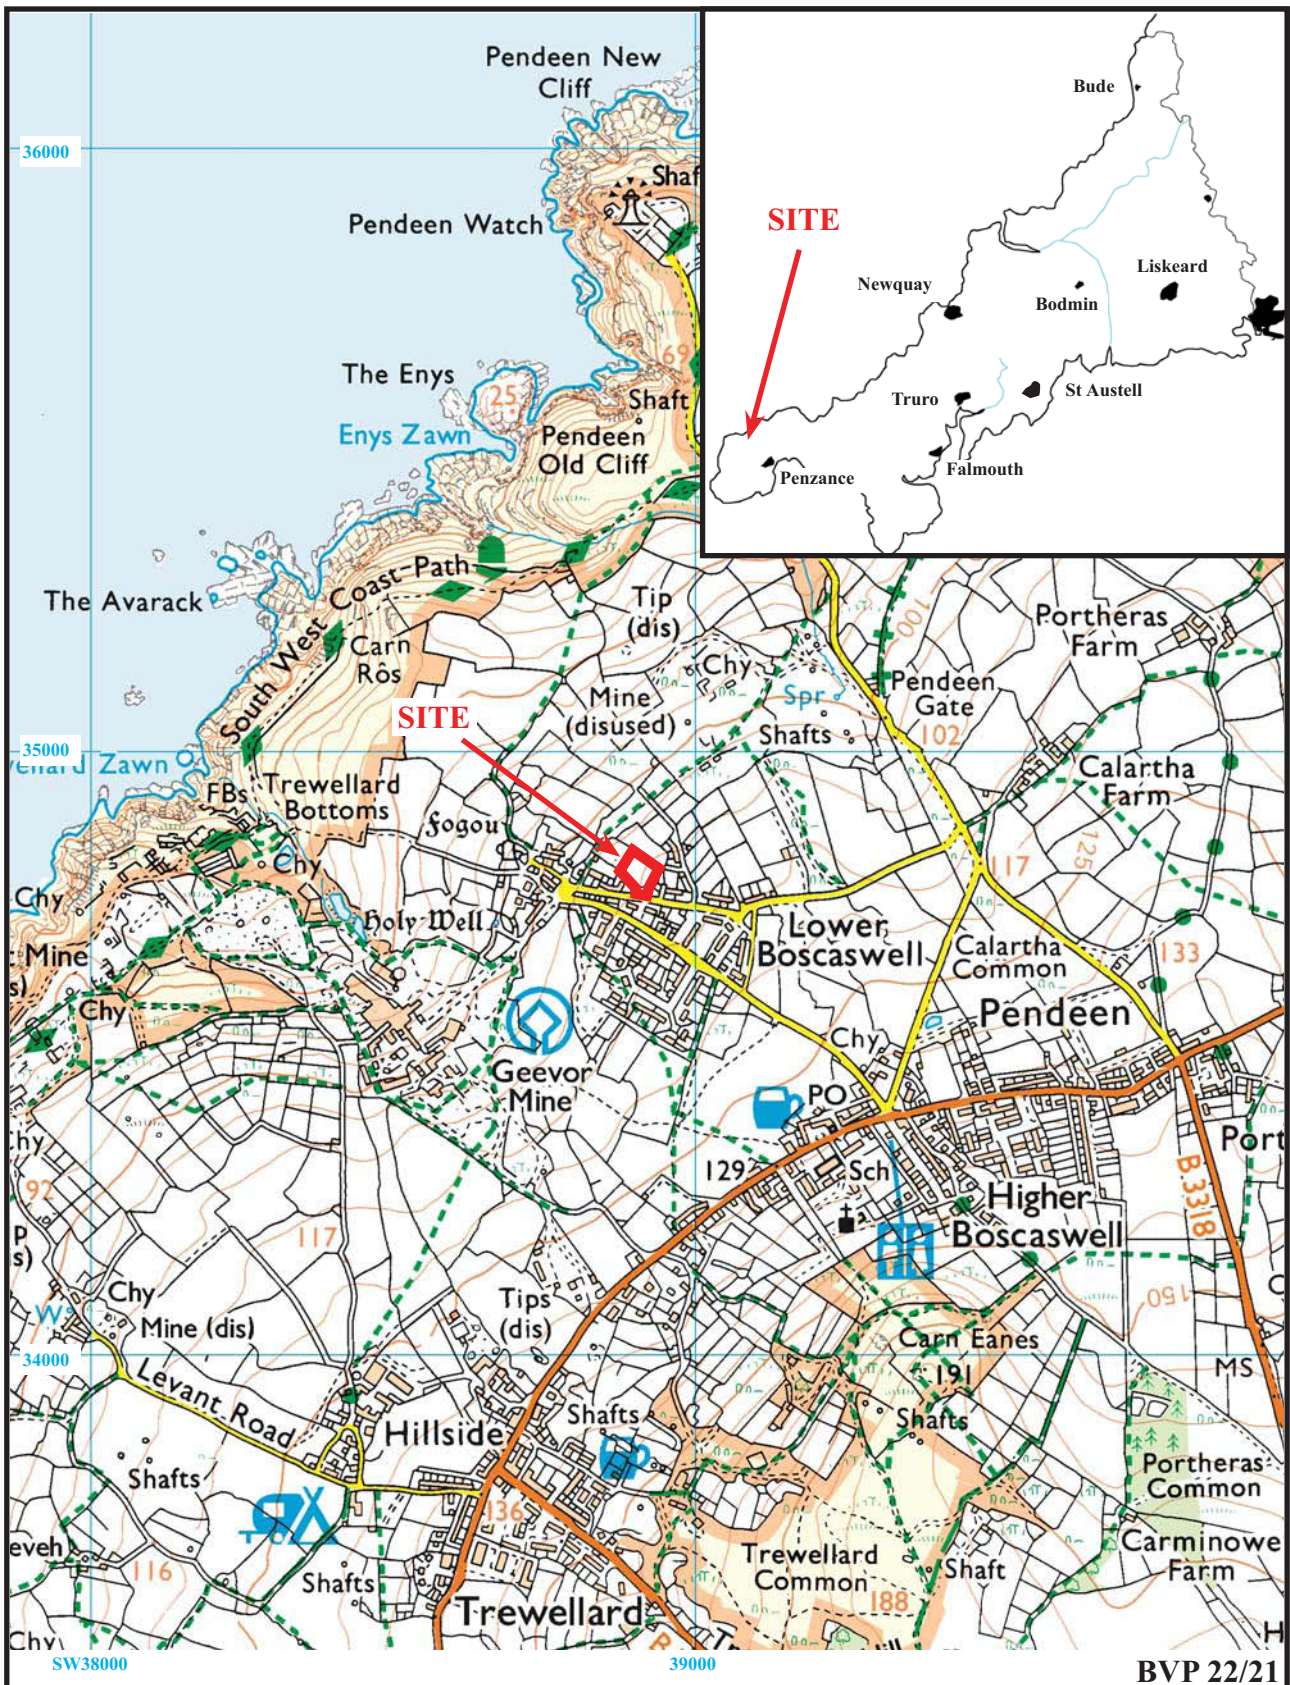 Pendeen New
Cliff
36000
Shaf
Pendeen Watch
69
The Enys
25
Shaft
Enys Zawn
Pendeen
Old Cliff
Bude
SITE
Newquay
Liskeard
Bodmin
Truro
St Austell
Falmouth
Penzance
South West Coast Path
The Avarack
Carn
Rôs
Tip
(dis)
Chy
Mine
(disused)
Spr
Shafts
100
Portheras
Farm
Pendeen
Gate
102
SITE
35000
Zawn
FBs
Trewellard
Bottoms
Fogou
Calartha
Farm
125
117
Chy
Chy
Holy Well
Lower
Boscaswell
Calartha
Common
133
Mine
s)
Chy
Pendeen
Chy
Geevor
Mine
PO
129
Sch
Port
B 3318
hy
92
P
s)
117
Higher
Boscaswell
150
W
Chy
Mine (dis)
Tips
(dis)
Carn Eanes
191
MS
34000
Levant Road
Hillside
Shafts
Shafts
Portheras
Common
Shafts
136
eveh
116
Shafts
Trewellard
Common
188
Shaft
Carminowe
Farm
Trewellard
Chy
B
H
SW38000
39000
BVP 22/21